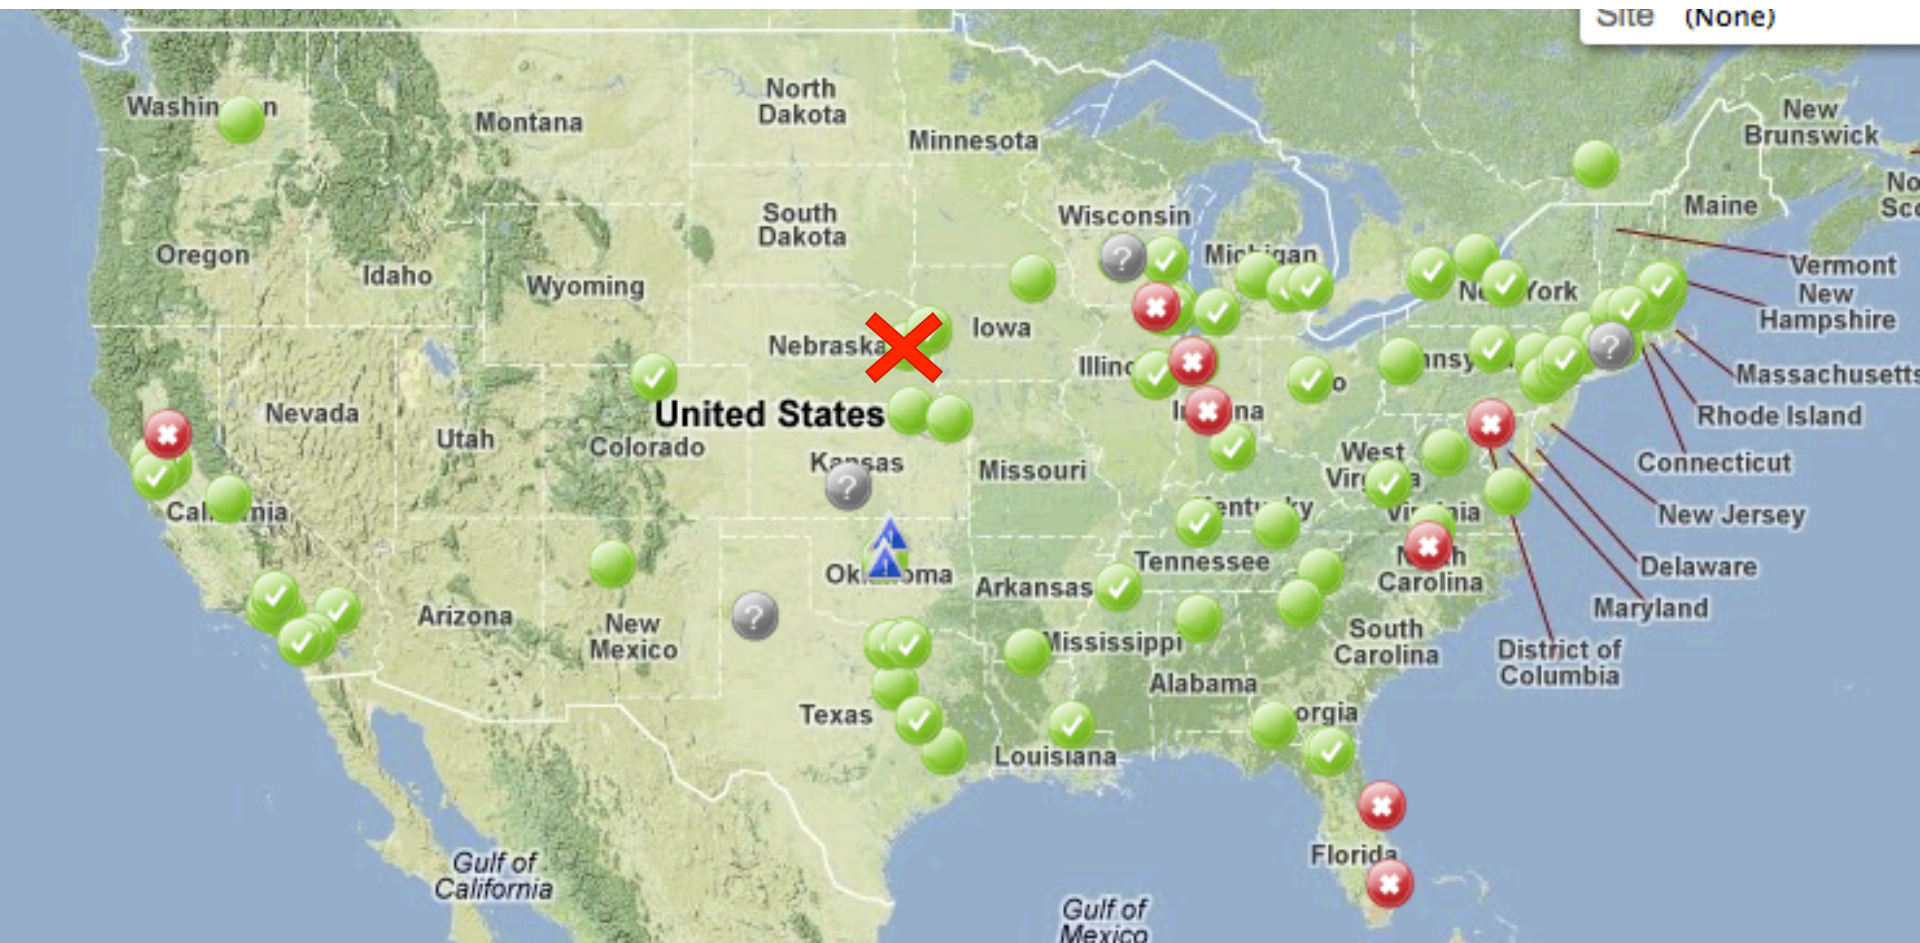 Site (None)
North
Dakota
Montana
Minnesota
New
Brunswick
Maine
Wisconsin
South
Dakota
Oregon
Idaho
Wyoming
Vermont
New
Hampshire
Iowa
Nebraska
Massachusetts
Rhode Island
United States
Nevada
Utah
Colorado
Kansas
Missouri
West
Connecticut
New Jersey
Tennessee
Oklahoma
Arkansas
Delaware
Carolina
Maryland
Arizona
New
Mexico
Mississippi
South
Carolina
District of
Columbia
Alabama
Texas
Louisiana
Florida
Gulf of
California
Gulf of
Mexico